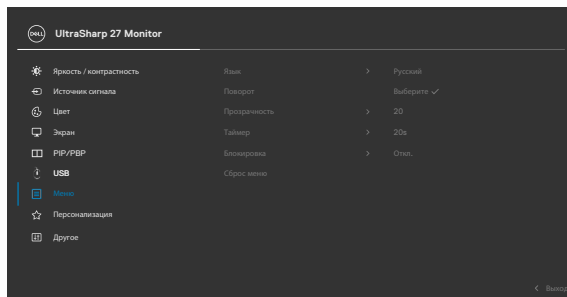 DELL UltraSharp 27 Monitor
Яркость / контрастность Язык > Русский
Источник сигнала Поворот Выберите ✓
Цвет Прозрачность > 20
Экран Таймер > 20s
PIP/PBP Блокировка > Откл.
USB Сброс меню
Меню
Персонализация
Другое
< Выход